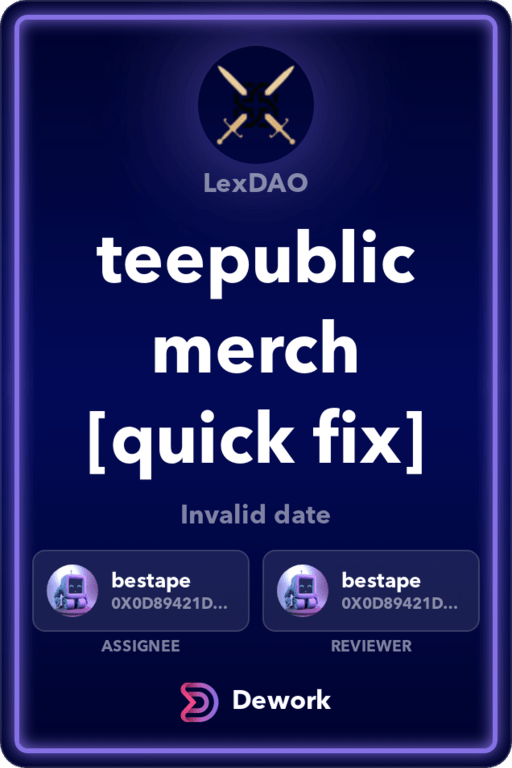 LexDAO
teepublic
merch
[quick fix]
Invalid date
bestape
0X0D89421D...
ASSIGNEE
bestape
0X0D89421D...
REVIEWER
Dework